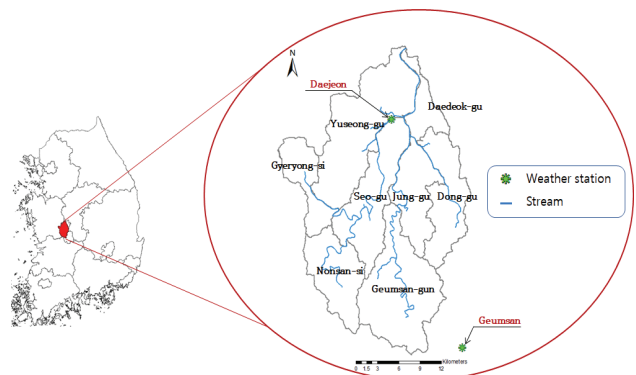 N
Daejeon
Daedeok-gu
Yuseong-gu
Gyeryong-si
Seo-gu
Jung-gu
Dong-gu
Weather station
Stream
Nonsan-si
Geumsan-gun
Geumsan
Kilometers
0 1.5 3 6 9 12